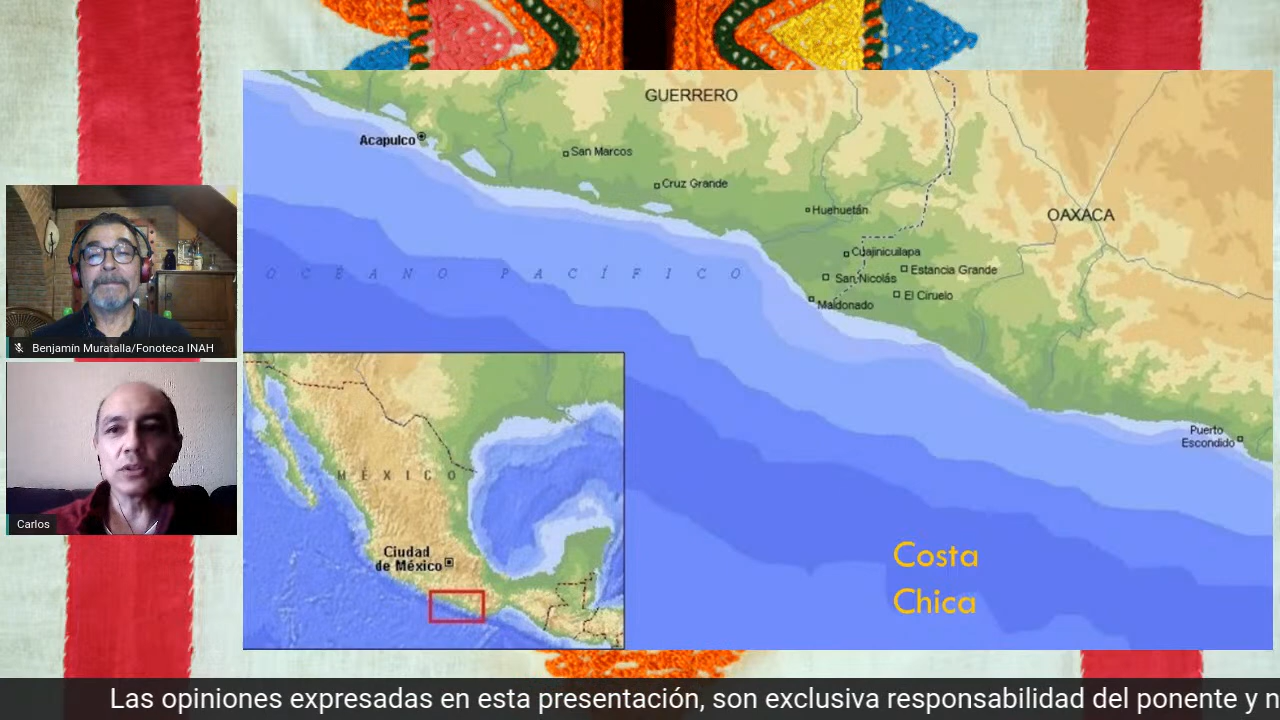 GUERRERO
Acapulco
San Marcos
Cruz Grande
Huehuetán
OAXACA
Cuajinicuilapa
San Nicolás
Estancia Grande
El Ciruelo
Maldonado
OCÉANO PACÍFICO
Puerto
Escondido
MÉXICO
Ciudad
de México
Costa
Chica
Benjamín Muratalla/Fonoteca INAH
Carlos
Las opiniones expresadas en esta presentación, son exclusiva responsabilidad del ponente y n